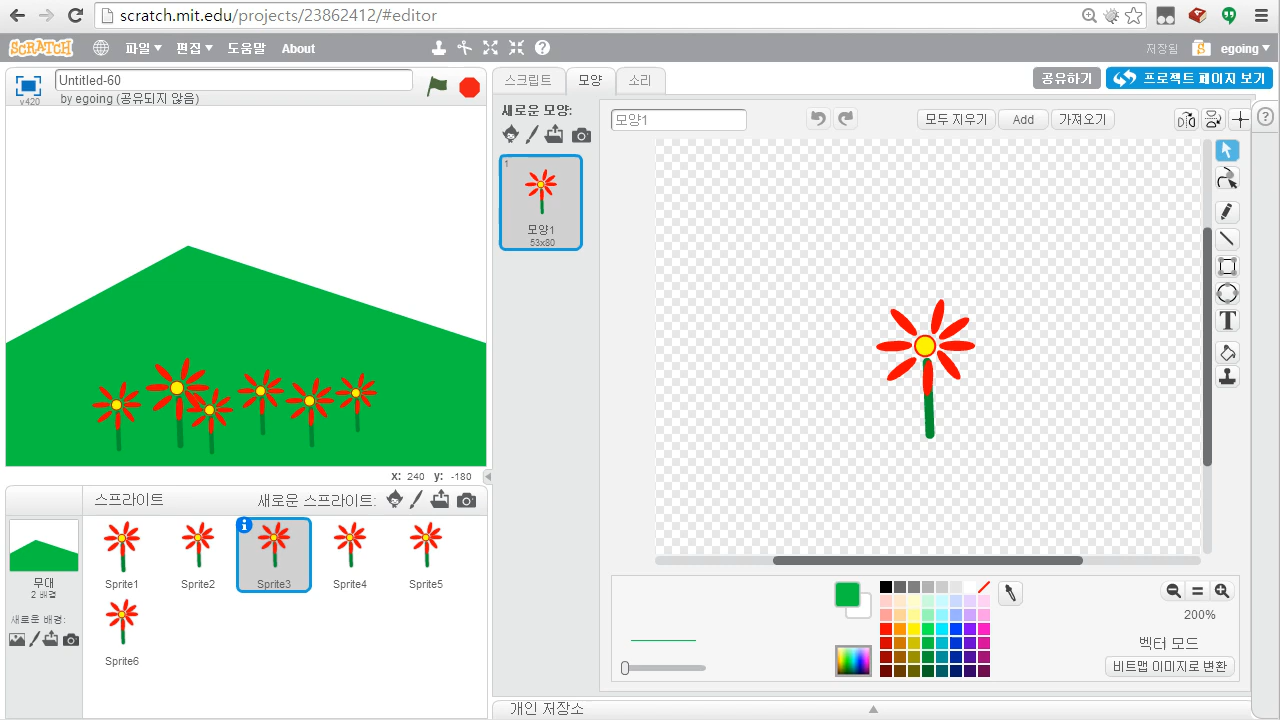 scratch.mit.edu/projects/23862412/#editor
SCRATCH 파일 편집 도움말 About 저장됨 egoing
v420 Untitled-60
by egoing (공유되지 않음)
스크립트 모양 소리 공유하기 프로젝트 페이지 보기
새로운 모양:
모양1 모두 지우기 Add 가져오기
1
모양1
53x80
T
x: 240 y: -180
스프라이트 새로운 스프라이트:
Sprite1 Sprite2 Sprite3 Sprite4 Sprite5
무대
2 배경
새로운 배경:
Sprite6
200%
벡터 모드
비트맵 이미지로 변환
개인 저장소